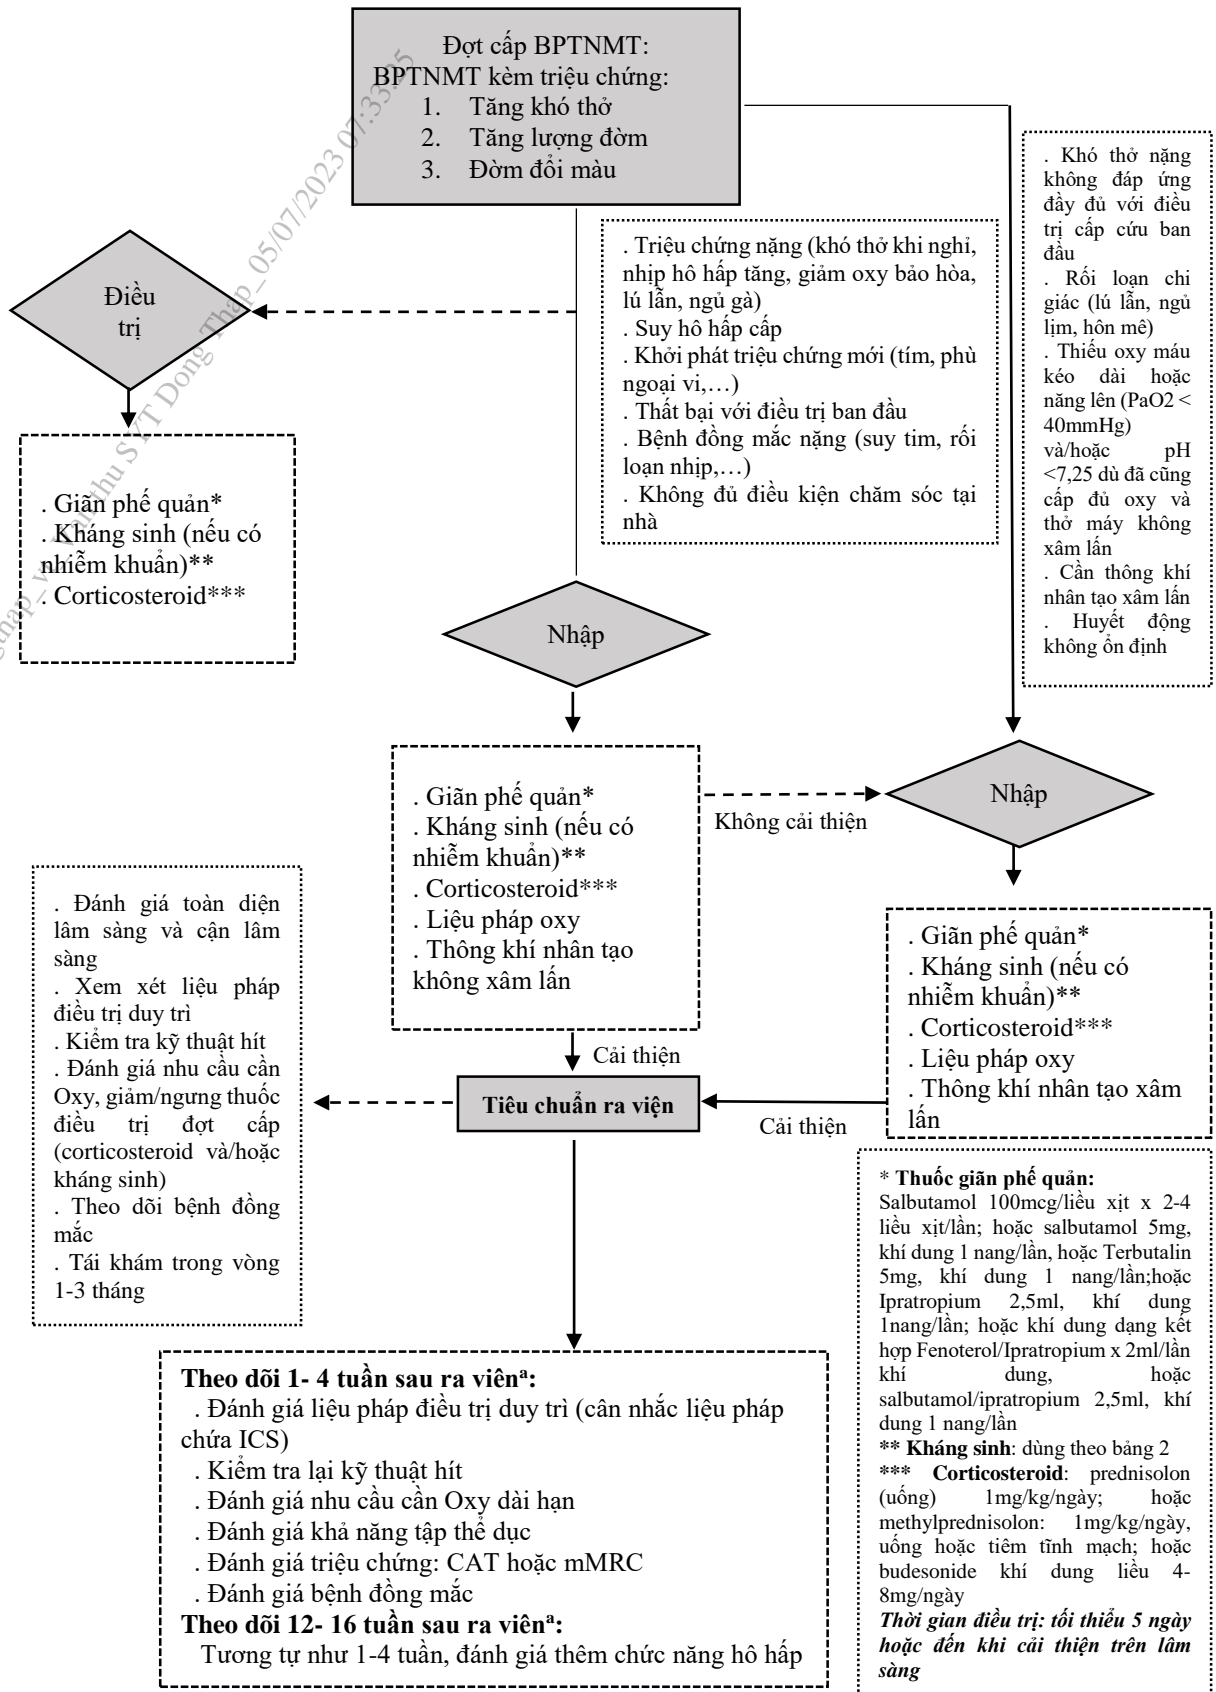 Đợt cấp BPTNMT:
BPTNMT kèm triệu chứng:
1. Tăng khó thở
2. Tăng lượng đờm
3. Đờm đổi màu
. Khó thở nặng
không đáp ứng
đầy đủ với điều
trị cấp cứu ban
đầu
. Rối loạn chi
giác (lú lẫn, ngủ
lịm, hôn mê)
. Thiếu oxy máu
kéo dài hoặc
năng lên (PaO2 <
40mmHg)
và/hoặc pH
<7,25 dù đã cũng
cấp đủ oxy và
thở máy không
xâm lấn
. Cần thông khí
nhân tạo xâm lấn
. Huyết động
không ổn định
. Triệu chứng nặng (khó thở khi nghỉ,
nhịp hô hấp tăng, giảm oxy bảo hòa,
lú lẫn, ngủ gà)
. Suy hô hấp cấp
. Khởi phát triệu chứng mới (tím, phù
ngoại vi,…)
. Thất bại với điều trị ban đầu
. Bệnh đồng mắc nặng (suy tim, rối
loạn nhịp,…)
. Không đủ điều kiện chăm sóc tại
nhà
Điều
trị
. Giãn phế quản*
. Kháng sinh (nếu có
nhiễm khuẩn)**
. Corticosteroid***
Nhập
. Giãn phế quản*
. Kháng sinh (nếu có
nhiễm khuẩn)**
. Corticosteroid***
. Liệu pháp oxy
. Thông khí nhân tạo
không xâm lấn
Không cải thiện
Nhập
. Giãn phế quản*
. Kháng sinh (nếu có
nhiễm khuẩn)**
. Corticosteroid***
. Liệu pháp oxy
. Thông khí nhân tạo xâm
lấn
Cải thiện
Tiêu chuẩn ra viện
Cải thiện
. Đánh giá toàn diện
lâm sàng và cận lâm
sàng
. Xem xét liệu pháp
điều trị duy trì
. Kiểm tra kỹ thuật hít
. Đánh giá nhu cầu cần
Oxy, giảm/ngưng thuốc
điều trị đợt cấp
(corticosteroid và/hoặc
kháng sinh)
. Theo dõi bệnh đồng
mắc
. Tái khám trong vòng
1-3 tháng
* Thuốc giãn phế quản:
Salbutamol 100mcg/liều xịt x 2-4
liều xịt/lần; hoặc salbutamol 5mg,
khí dung 1 nang/lần, hoặc Terbutalin
5mg, khí dung 1 nang/lần;hoặc
Ipratropium 2,5ml, khí dung
1nang/lần; hoặc khí dung dạng kết
hợp Fenoterol/Ipratropium x 2ml/lần
khí dung, hoặc
salbutamol/ipratropium 2,5ml, khí
dung 1 nang/lần
** Kháng sinh: dùng theo bảng 2
*** Corticosteroid: prednisolon
(uống) 1mg/kg/ngày; hoặc
methylprednisolon: 1mg/kg/ngày,
uống hoặc tiêm tĩnh mạch; hoặc
budesonide khí dung liều 4-
8mg/ngày
Thời gian điều trị: tối thiểu 5 ngày
hoặc đến khi cải thiện trên lâm
sàng
Theo dõi 1- 4 tuần sau ra viênª:
. Đánh giá liệu pháp điều trị duy trì (cân nhắc liệu pháp
chứa ICS)
. Kiểm tra lại kỹ thuật hít
. Đánh giá nhu cầu cần Oxy dài hạn
. Đánh giá khả năng tập thể dục
. Đánh giá triệu chứng: CAT hoặc mMRC
. Đánh giá bệnh đồng mắc
Theo dõi 12- 16 tuần sau ra viênª:
Tương tự như 1-4 tuần, đánh giá thêm chức năng hô hấp
Van thu SYT Dong Thap_05/07/2023 07:33:25